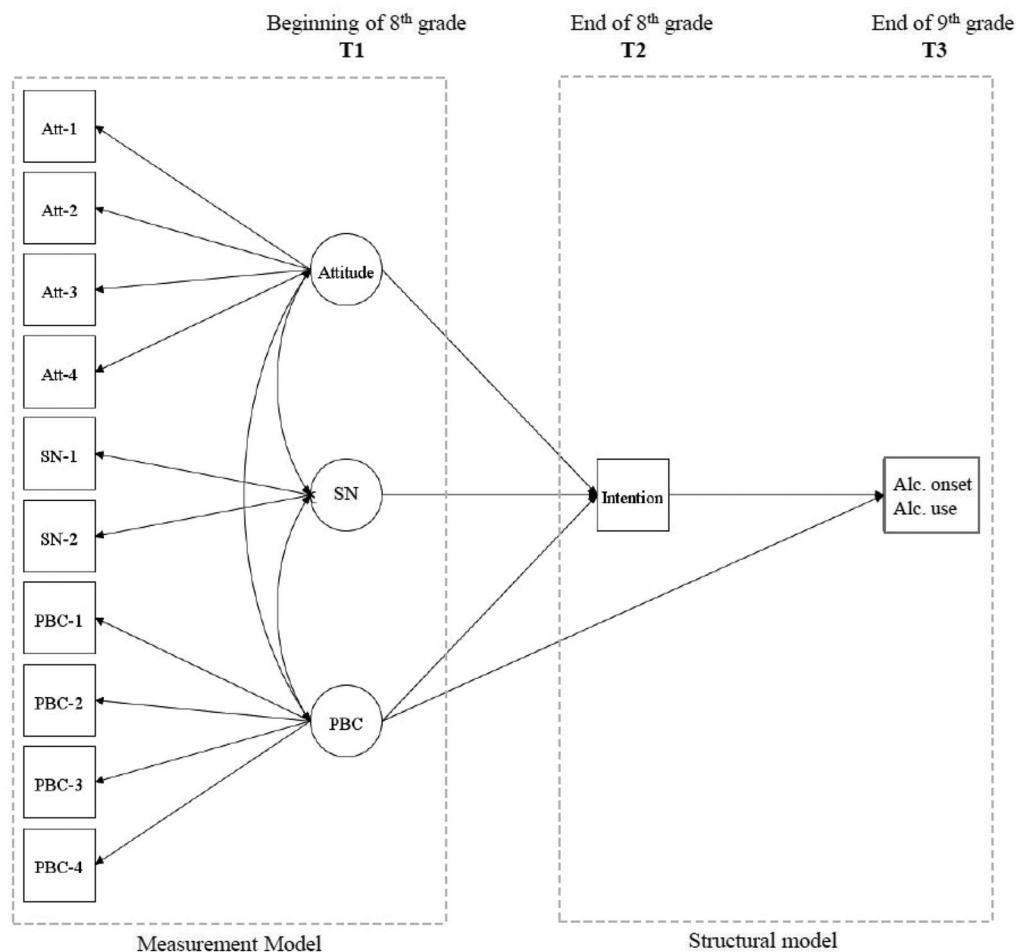 Beginning of 8th grade
T1
End of 8th grade
T2
End of 9th grade
T3
Att-1
Att-2
Att-3
Att-4
SN-1
SN-2
PBC-1
PBC-2
PBC-3
PBC-4
Attitude
SN
PBC
Intention
Alc. onset
Alc. use
Measurement Model
Structural model